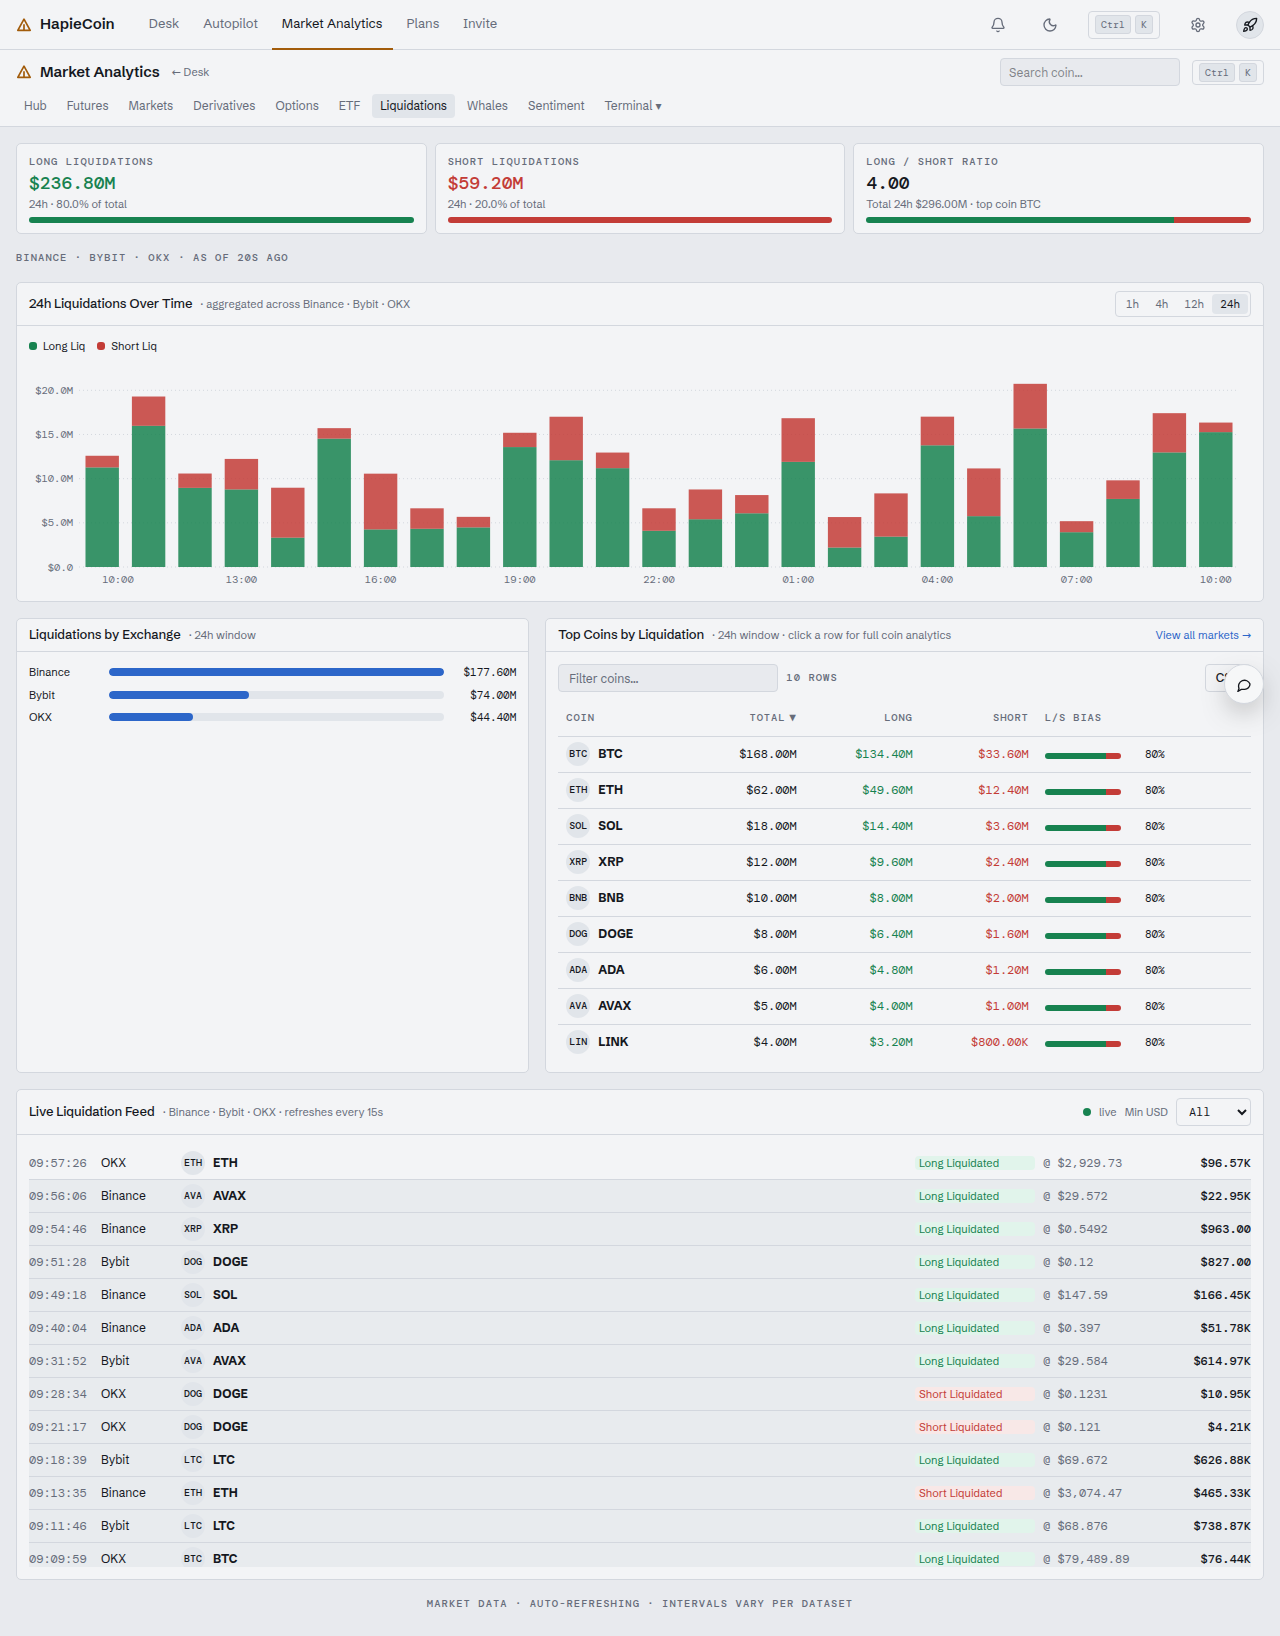 HapieCoin Desk Autopilot Market Analytics Plans Invite Ctrl K
Market Analytics ← Desk Search coin... Ctrl K
Hub Futures Markets Derivatives Options ETF Liquidations Whales Sentiment Terminal ▾
LONG LIQUIDATIONS
$236.80M
24h · 80.0% of total
SHORT LIQUIDATIONS
$59.20M
24h · 20.0% of total
LONG / SHORT RATIO
4.00
Total 24h $296.00M · top coin BTC
BINANCE · BYBIT · OKX · AS OF 20S AGO
24h Liquidations Over Time · aggregated across Binance · Bybit · OKX 1h 4h 12h 24h
Long Liq Short Liq
$20.0M
$15.0M
$10.0M
$5.0M
$0.0
10:00 13:00 16:00 19:00 22:00 01:00 04:00 07:00 10:00
Liquidations by Exchange · 24h window
Binance $177.60M
Bybit $74.00M
OKX $44.40M
Top Coins by Liquidation · 24h window · click a row for full coin analytics View all markets →
Filter coins... 10 ROWS
COIN TOTAL ▼ LONG SHORT L/S BIAS
BTC BTC $168.00M $134.40M $33.60M 80%
ETH ETH $62.00M $49.60M $12.40M 80%
SOL SOL $18.00M $14.40M $3.60M 80%
XRP XRP $12.00M $9.60M $2.40M 80%
BNB BNB $10.00M $8.00M $2.00M 80%
DOG DOGE $8.00M $6.40M $1.60M 80%
ADA ADA $6.00M $4.80M $1.20M 80%
AVA AVAX $5.00M $4.00M $1.00M 80%
LIN LINK $4.00M $3.20M $800.00K 80%
Live Liquidation Feed · Binance · Bybit · OKX · refreshes every 15s live Min USD All
09:57:26 OKX ETH ETH Long Liquidated @ $2,929.73 $96.57K
09:56:06 Binance AVA AVAX Long Liquidated @ $29.572 $22.95K
09:54:46 Binance XRP XRP Long Liquidated @ $0.5492 $963.00
09:51:28 Bybit DOG DOGE Long Liquidated @ $0.12 $827.00
09:49:18 Binance SOL SOL Long Liquidated @ $147.59 $166.45K
09:40:04 Binance ADA ADA Long Liquidated @ $0.397 $51.78K
09:31:52 Bybit AVA AVAX Long Liquidated @ $29.584 $614.97K
09:28:34 OKX DOG DOGE Short Liquidated @ $0.1231 $10.95K
09:21:17 OKX DOG DOGE Short Liquidated @ $0.121 $4.21K
09:18:39 Bybit LTC LTC Long Liquidated @ $69.672 $626.88K
09:13:35 Binance ETH ETH Short Liquidated @ $3,074.47 $465.33K
09:11:46 Bybit LTC LTC Long Liquidated @ $68.876 $738.87K
09:09:59 OKX BTC BTC Long Liquidated @ $79,489.89 $76.44K
MARKET DATA · AUTO-REFRESHING · INTERVALS VARY PER DATASET